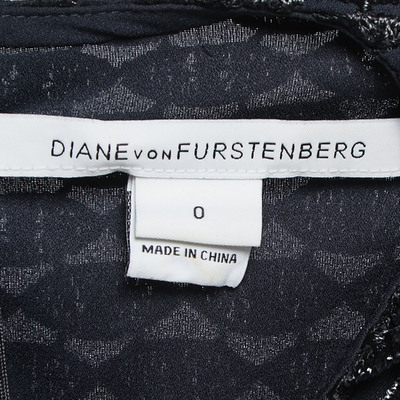 DIANE VON FURSTENBERG
0
MADE IN CHINA